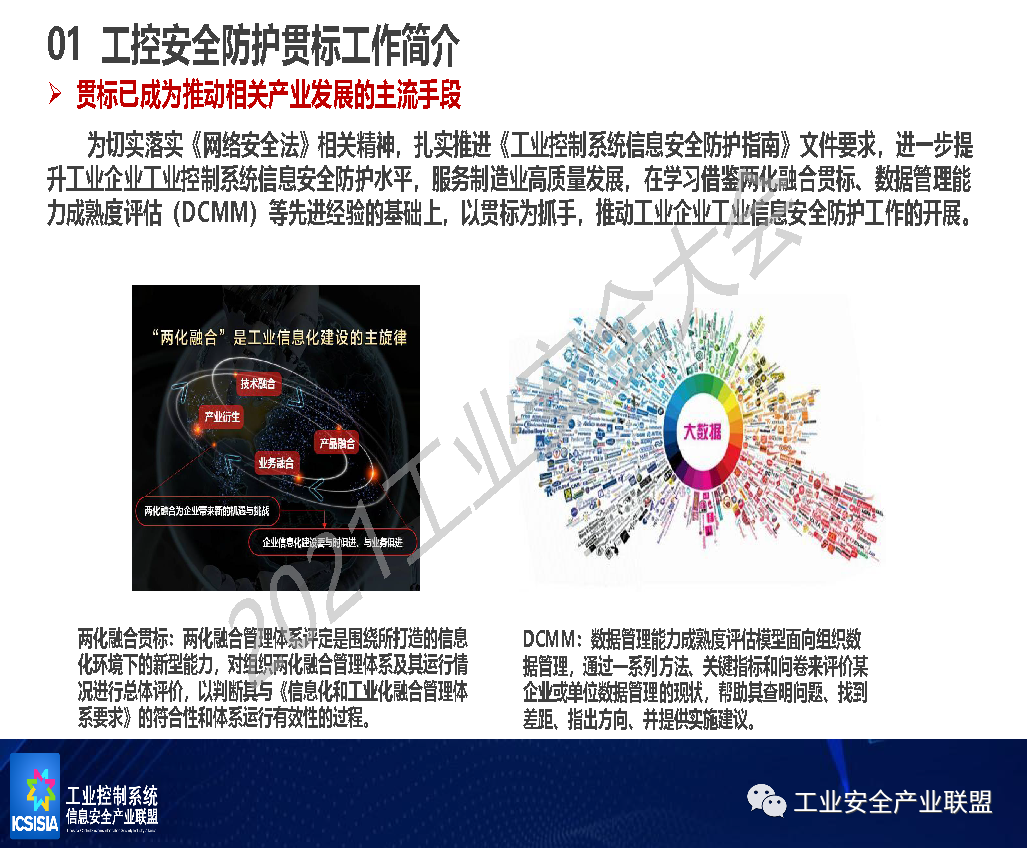 01 工控安全防护贯标工作简介
贯标已成为推动相关产业发展的主流手段
为切实落实《网络安全法》相关精神，扎实推进《工业控制系统信息安全防护指南》文件要求，进一步提
升工业企业工业控制系统信息安全防护水平，服务制造业高质量发展，在学习借鉴两化融合贯标、数据管理能
力成熟度评估（DCMM）等先进经验的基础上，以贯标为抓手，推动工业企业工业信息安全防护工作的开展。
“两化融合”是工业信息化建设的主旋律
技术融合
产业衍生
产品融合
业务融合
两化融合为企业带来新的机遇与挑战
企业信息化建设要与时俱进、与业务俱进
大数据
2021工业安全大会
两化融合贯标：两化融合管理体系评定是围绕所打造的信息
化环境下的新型能力，对组织两化融合管理体系及其运行情
况进行总体评价，以判断其与《信息化和工业化融合管理体
系要求》的符合性和体系运行有效性的过程。
DCMM：数据管理能力成熟度评估模型面向组织数
据管理，通过一系列方法、关键指标和问卷来评价某
企业或单位数据管理的现状，帮助其查明问题、找到
差距、指出方向、并提供实施建议。
ICSISIA
工业控制系统
信息安全产业联盟
工业安全产业联盟